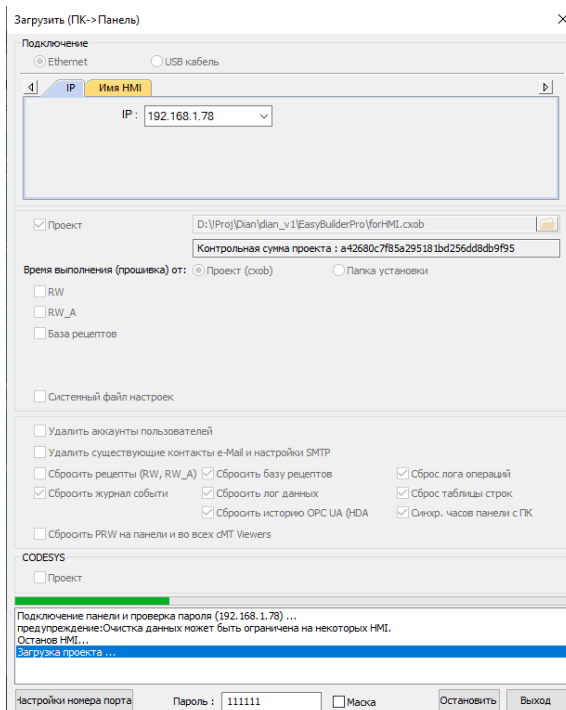 Загрузить (ПК->Панель)
Подключение
Ethernet
USB кабель
IP
Имя HMI
IP :
192.168.1.78
Проект
D:\!Proj\Dian\dian_v1\EasyBuilderPro\forHMI.cxob
Контрольная сумма проекта : a42680c7f85a295181bd256dd8db9f95
Время выполнения (прошивка) от:
Проект (cxob)
Папка установки
RW
RW_A
База рецептов
Системный файл настроек
Удалить аккаунты пользователей
Удалить существующие контакты e-Mail и настройки SMTP
Сбросить рецепты (RW, RW_A)
Сбросить базу рецептов
Сброс лога операций
Сбросить журнал событи
Сбросить лог данных
Сброс таблицы строк
Сбросить историю OPC UA (HDA
Синхр. часов панели с ПК
Сбросить PRW на панели и во всех cMT Viewers
CODESYS
Проект
Подключение панели и проверка пароля (192.168.1.78) ...
предупреждение:Очистка данных может быть ограничена на некоторых HMI.
Останов HMI...
Загрузка проекта ...
Настройки номера порта
Пароль :
111111
Маска
Остановить
Выход